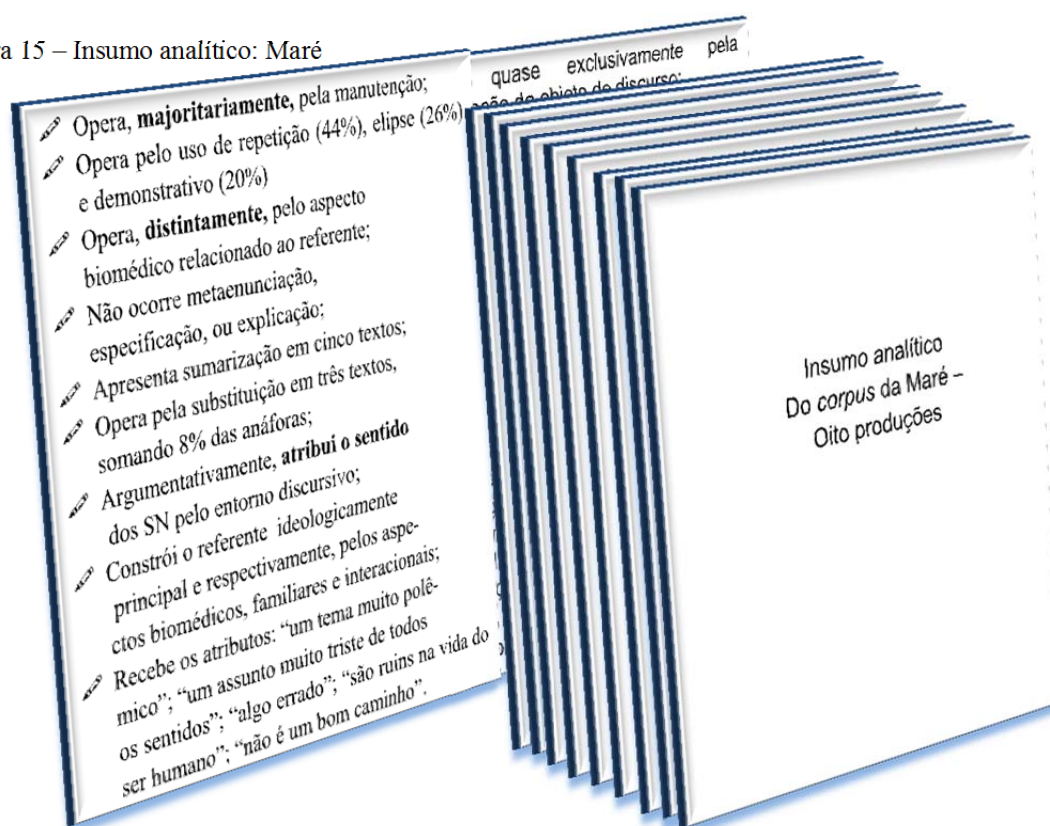 a 15 – Insumo analítico: Maré
Opera, majoritariamente, pela manutenção;
Opera pelo uso de repetição (44%), elipse (26%)
e demonstrativo (20%)
Opera, distintamente, pelo aspecto
biomédico relacionado ao referente;
Não ocorre metaenunciação,
especificação, ou explicação;
Apresenta sumarização em cinco textos;
Opera pela substituição em três textos,
somando 8% das anáforas;
Argumentativamente, atribui o sentido
dos SN pelo entorno discursivo;
Constrói o referente ideologicamente
principal e respectivamente, pelos aspe-
ctos biomédicos, familiares e interacionais;
Recebe os atributos: “um tema muito polê-
mico”; “um assunto muito triste de todos
os sentidos”; “algo errado”; “são ruins na vida do
ser humano”; “não é um bom caminho”.
quase exclusivamente pela
do objeto de discurso;
Insumo analítico
Do corpus da Maré –
Oito produções